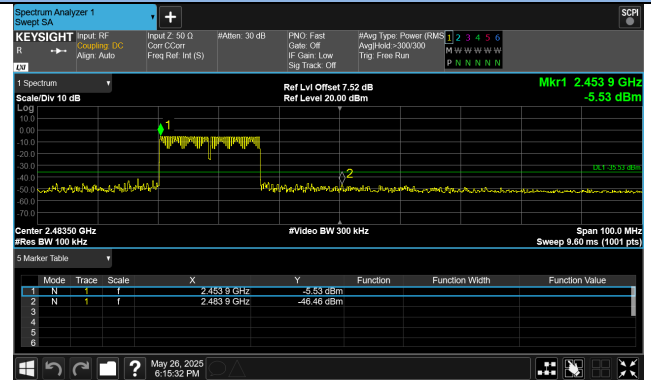 Spectrum Analyzer 1
Swept SA
SCPI
KEYSIGHT Input: RF Input Z: 50 Ω #Atten: 30 dB PNO: Fast #Avg Type: Power (RMS 1 2 3 4 5 6
R Coupling: DC Corr CCorr Gate: Off Avg|Hold:>300/300 M W W W W W
Align: Auto Freq Ref: Int (S) IF Gain: Low Trig: Free Run
LXI Sig Track: Off P N N N N N
1 Spectrum Ref Lvl Offset 7.52 dB Mkr1 2.453 9 GHz
Scale/Div 10 dB Ref Level 20.00 dBm -5.53 dBm
Log
10.0
0.00
-10.0
-20.0
-30.0
-40.0
-50.0
-60.0
-70.0
1
2
DL1 -35.53 dBm
Center 2.48350 GHz #Video BW 300 kHz Span 100.0 MHz
#Res BW 100 kHz Sweep 9.60 ms (1001 pts)
5 Marker Table
Mode Trace Scale X Y Function Function Width Function Value
1 N 1 f 2.453 9 GHz -5.53 dBm
2 N 1 f 2.483 9 GHz -46.46 dBm
3
4
5
6
May 26, 2025
6:15:32 PM